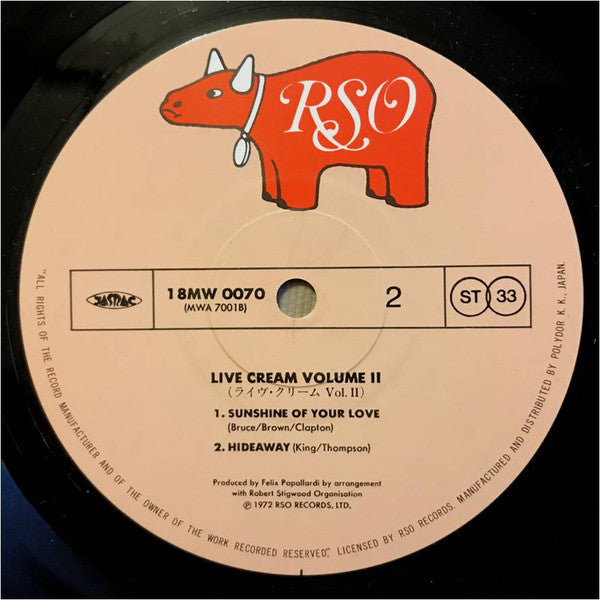 RSO
JASRAC
18MW 0070
(MWA 7001B)
2
ST 33
LIVE CREAM VOLUME II
(ライヴ・クリーム Vol. II)
1. SUNSHINE OF YOUR LOVE
(Bruce/Brown/Clapton)
2. HIDEAWAY (King/Thompson)
Produced by Felix Papallardi by arrangement
with Robert Stigwood Organisation
℗ 1972 RSO RECORDS, LTD.
"ALL RIGHTS OF THE RECORD MANUFACTURER AND OF THE OWNER OF THE WORK RECORDED RESERVED." LICENSED BY RSO RECORDS, MANUFACTURED AND DISTRIBUTED BY POLYDOR K. K., JAPAN.